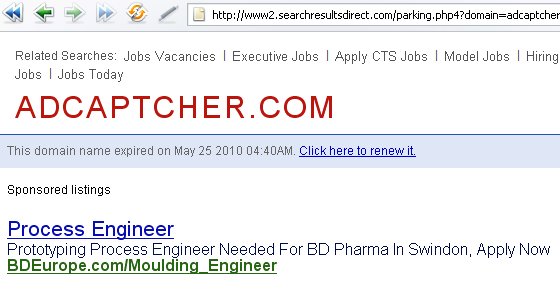 http://www2.searchresultsdirect.com/parking.php4?domain=adcaptcher
Related Searches: Jobs Vacancies | Executive Jobs | Apply CTS Jobs | Model Jobs | Hiring
Jobs | Jobs Today
ADCAPTCHER.COM
This domain name expired on May 25 2010 04:40AM. Click here to renew it.
Sponsored listings
Process Engineer
Prototyping Process Engineer Needed For BD Pharma In Swindon, Apply Now
BDEurope.com/Moulding_Engineer